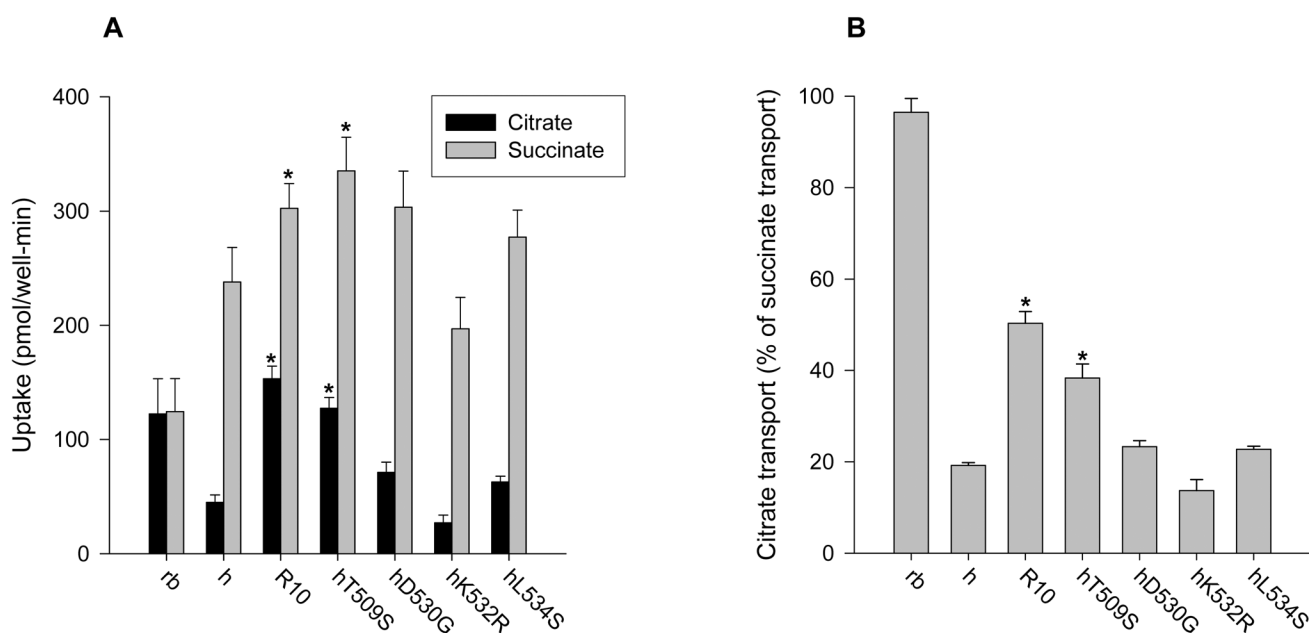 A
Uptake (pmol/well-min)
400
300
200
100
0
Citrate
Succinate
*
*
*
*
rb
h
R10
hT509S
hD530G
hK532R
hL534S
B
Citrate transport (% of succinate transport)
100
80
60
40
20
0
*
*
rb
h
R10
hT509S
hD530G
hK532R
hL534S